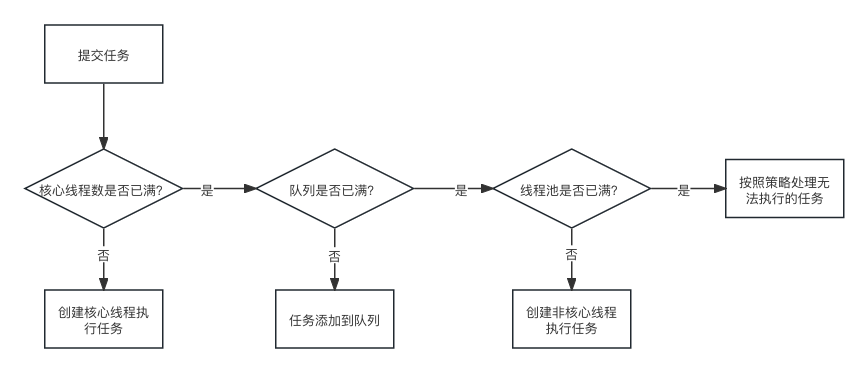 提交任务
核心线程数是否已满?
是
队列是否已满?
是
线程池是否已满?
是
按照策略处理无
法执行的任务
否
否
否
创建核心线程执
行任务
任务添加到队列
创建非核心线程
执行任务